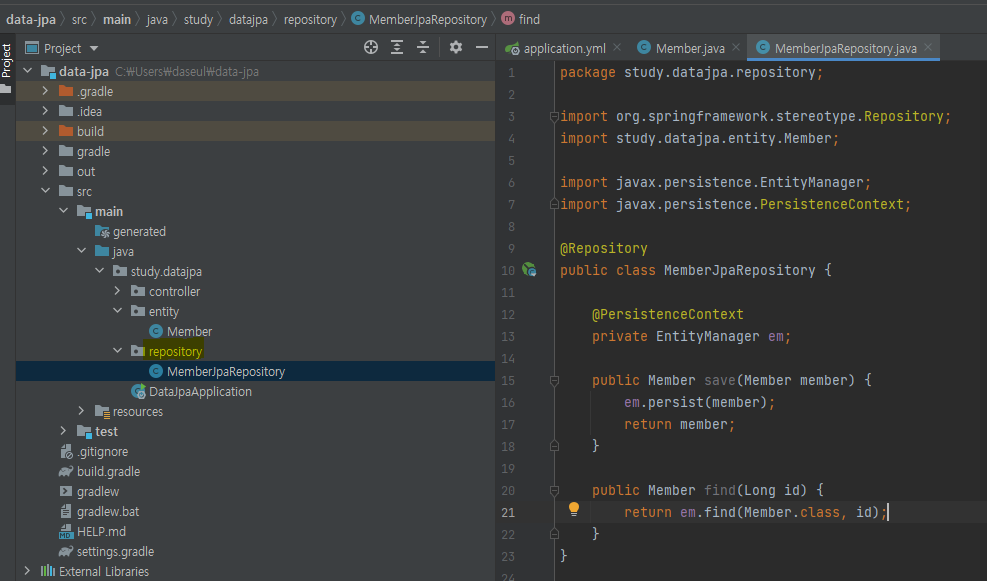 data-jpa > src > main > java > study > datajpa > repository > MemberJpaRepository > find
Project
application.yml
Member.java
MemberJpaRepository.java
Project
data-jpa C:₩Users₩daseul₩data-jpa
.gradle
.idea
build
gradle
out
src
main
generated
java
study.datajpa
controller
entity
Member
repository
MemberJpaRepository
DataJpaApplication
resources
test
.gitignore
build.gradle
gradlew
gradlew.bat
HELP.md
settings.gradle
External Libraries
1 package study.datajpa.repository;
2
3 import org.springframework.stereotype.Repository;
4 import study.datajpa.entity.Member;
5
6 import javax.persistence.EntityManager;
7 import javax.persistence.PersistenceContext;
8
9 @Repository
10 public class MemberJpaRepository {
11
12 @PersistenceContext
13 private EntityManager em;
14
15 public Member save(Member member) {
16 em.persist(member);
17 return member;
18 }
19
20 public Member find(Long id) {
21 return em.find(Member.class, id);
22 }
23 }
24